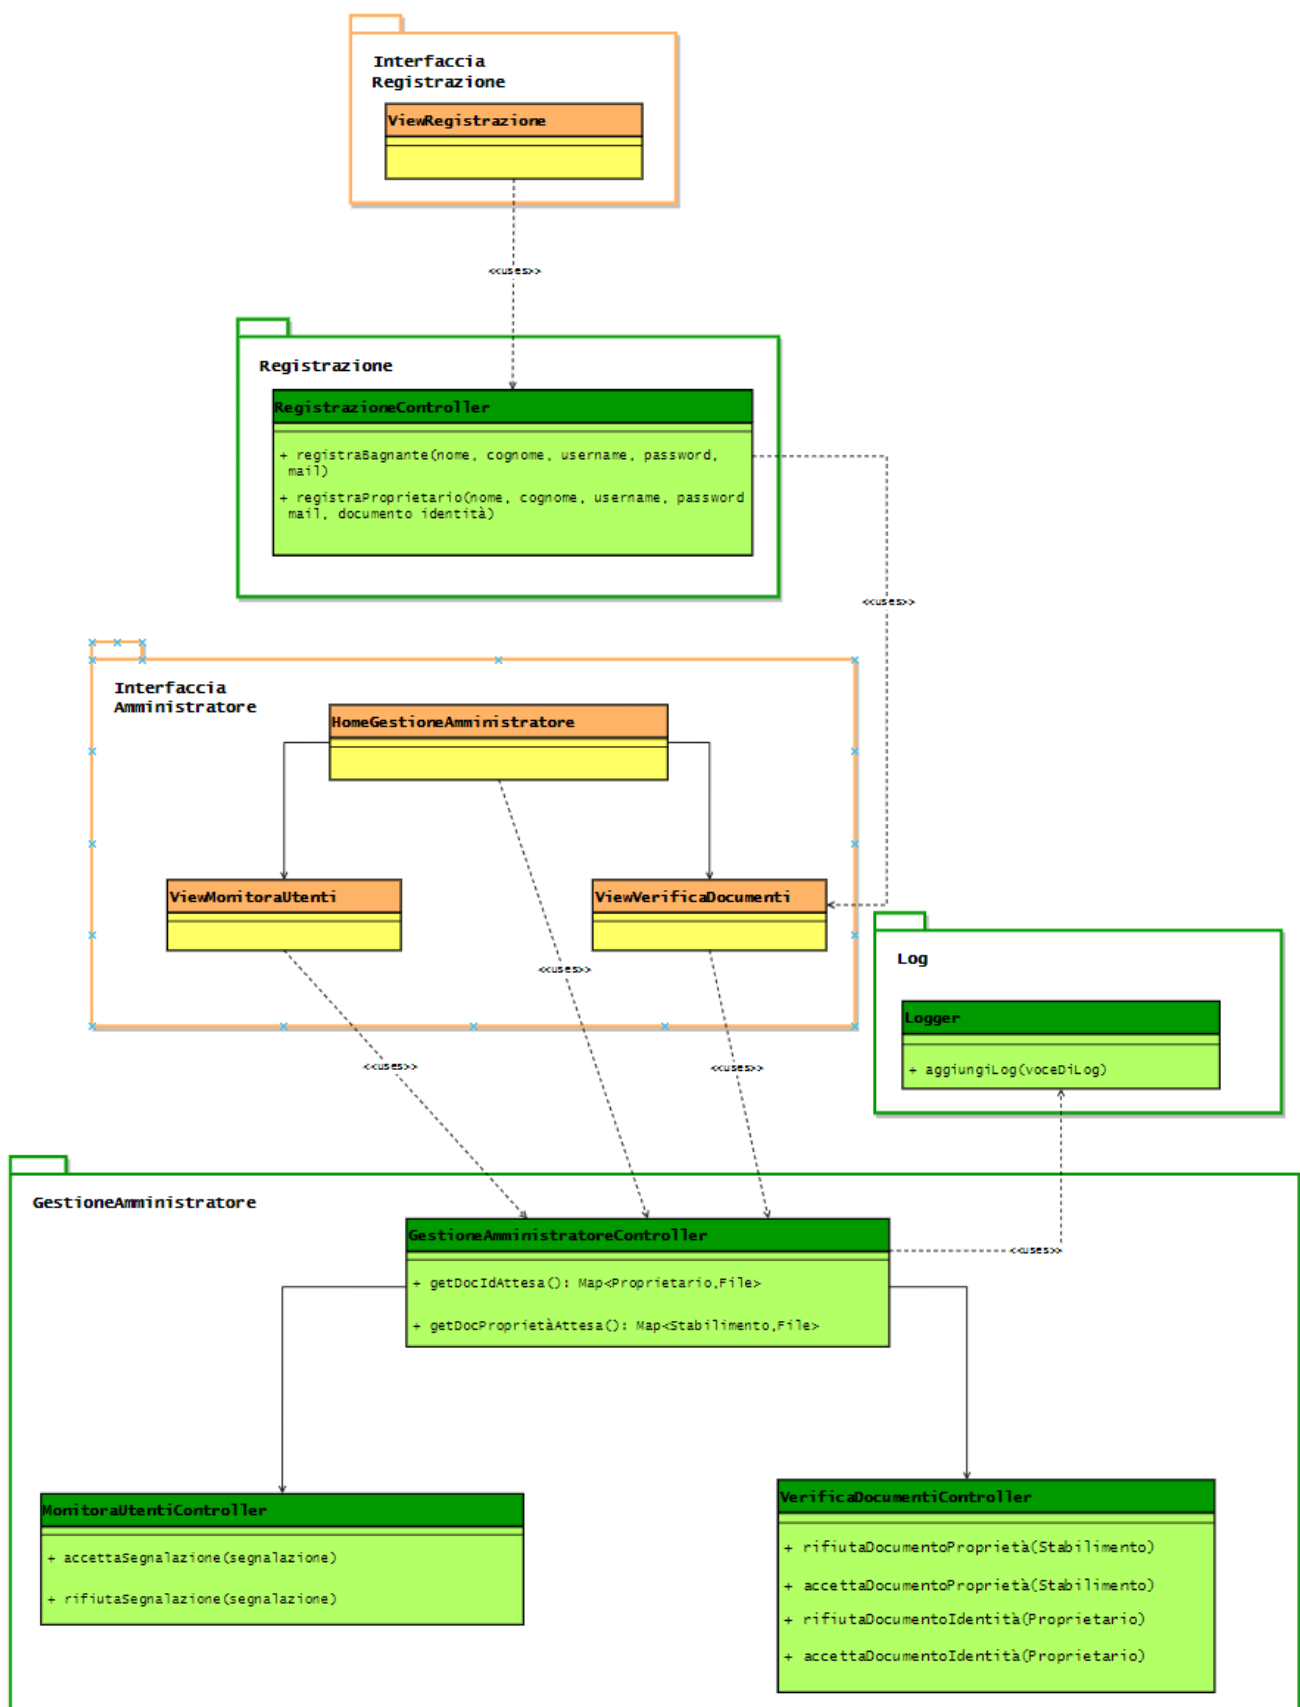 Interfaccia
Registrazione
ViewRegistrazione
<<uses>>
Registrazione
RegistrazioneController
+ registraBagnante(nome, cognome, username, password,
mail)
+ registraProprietario(nome, cognome, username, password
mail, documento identità)
<<uses>>
Interfaccia
Amministratore
HomeGestioneAmministratore
ViewMonitoraUtenti
ViewVerificaDocumenti
<<uses>>
Log
Logger
+ aggiungiLog(voceDiLog)
<<uses>>
<<uses>>
GestioneAmministratore
GestioneAmministratoreController
<<uses>>
+ getDocIdAttesa(): Map<Proprietario,File>
+ getDocProprietàAttesa(): Map<Stabilimento,File>
MonitoraUtentiController
+ accettaSegnalazione(segnalazione)
+ rifiutaSegnalazione(segnalazione)
VerificaDocumentiController
+ rifiutaDocumentoProprietà(Stabilimento)
+ accettaDocumentoProprietà(Stabilimento)
+ rifiutaDocumentoIdentità(Proprietario)
+ accettaDocumentoIdentità(Proprietario)